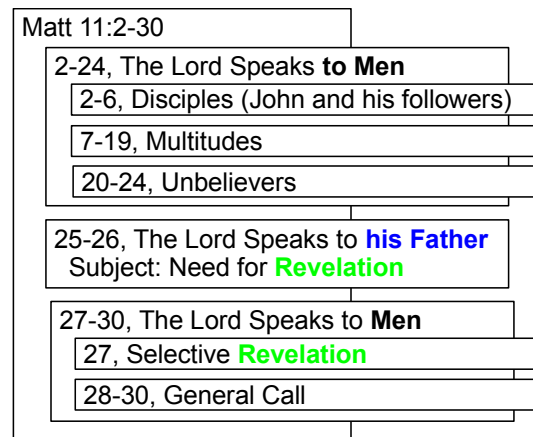 Matt 11:2-30
2-24, The Lord Speaks to Men
2-6, Disciples (John and his followers)
7-19, Multitudes
20-24, Unbelievers
25-26, The Lord Speaks to his Father
Subject: Need for Revelation
27-30, The Lord Speaks to Men
27, Selective Revelation
28-30, General Call